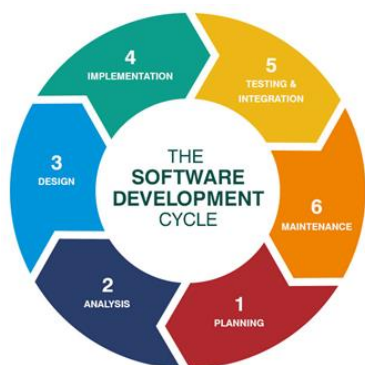 THE
SOFTWARE
DEVELOPMENT
CYCLE
1
PLANNING
2
ANALYSIS
3
DESIGN
4
IMPLEMENTATION
5
TESTING &
INTEGRATION
6
MAINTENANCE